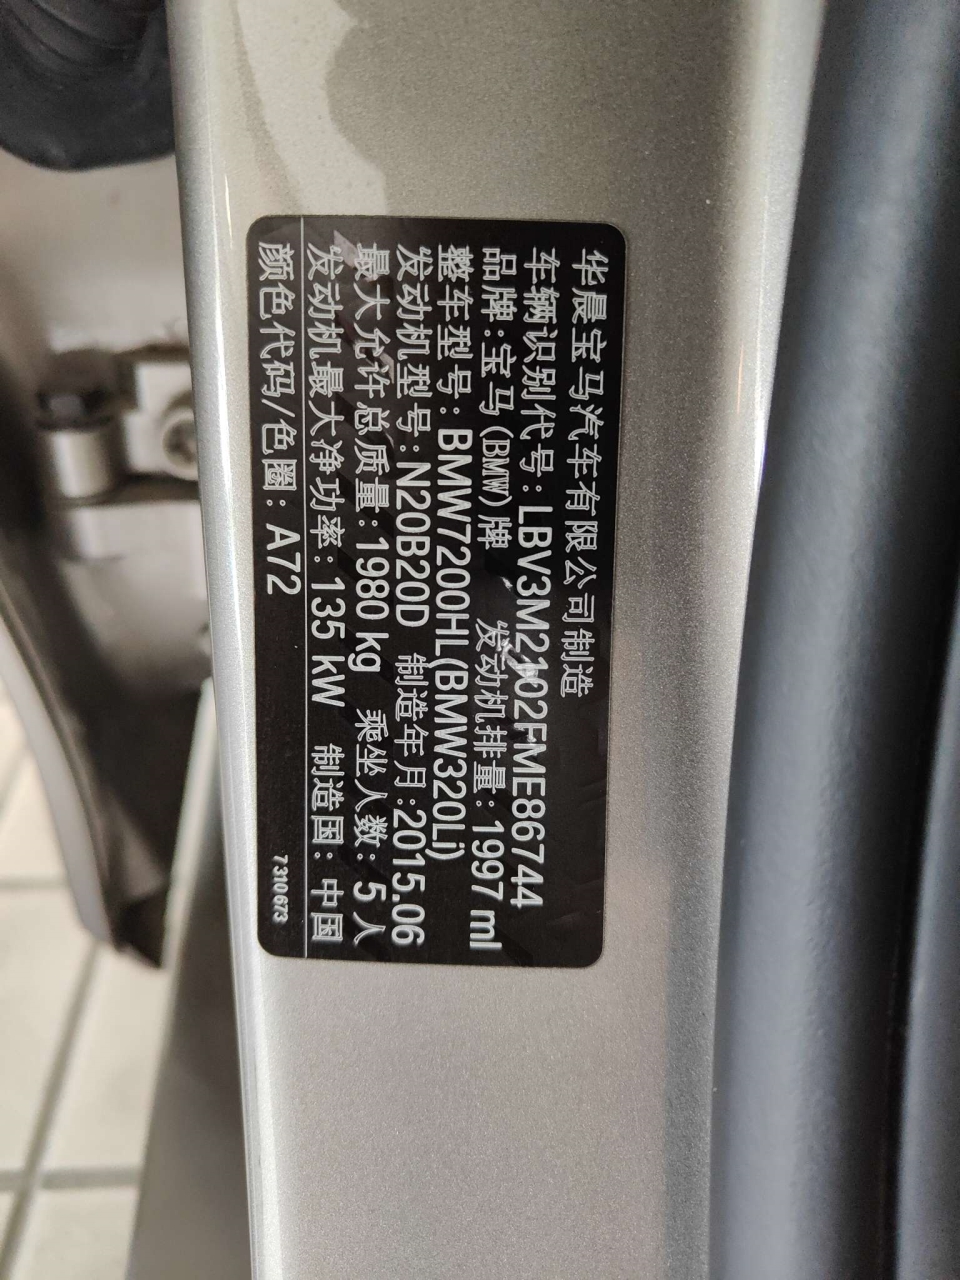 华晨宝马汽车有限公司制造
车辆识别代号：LBV3M2102FME86744
品牌：宝马(BMW)牌 发动机排量：1997 ml
整车型号：BMW7200HL(BMW320Li)
发动机型号：N20B20D 制造年月：2015.06
最大允许总质量：1980 kg 乘坐人数：5 人
发动机最大净功率：135 kW 制造国：中国
颜色代码/色圈：A72
7310673